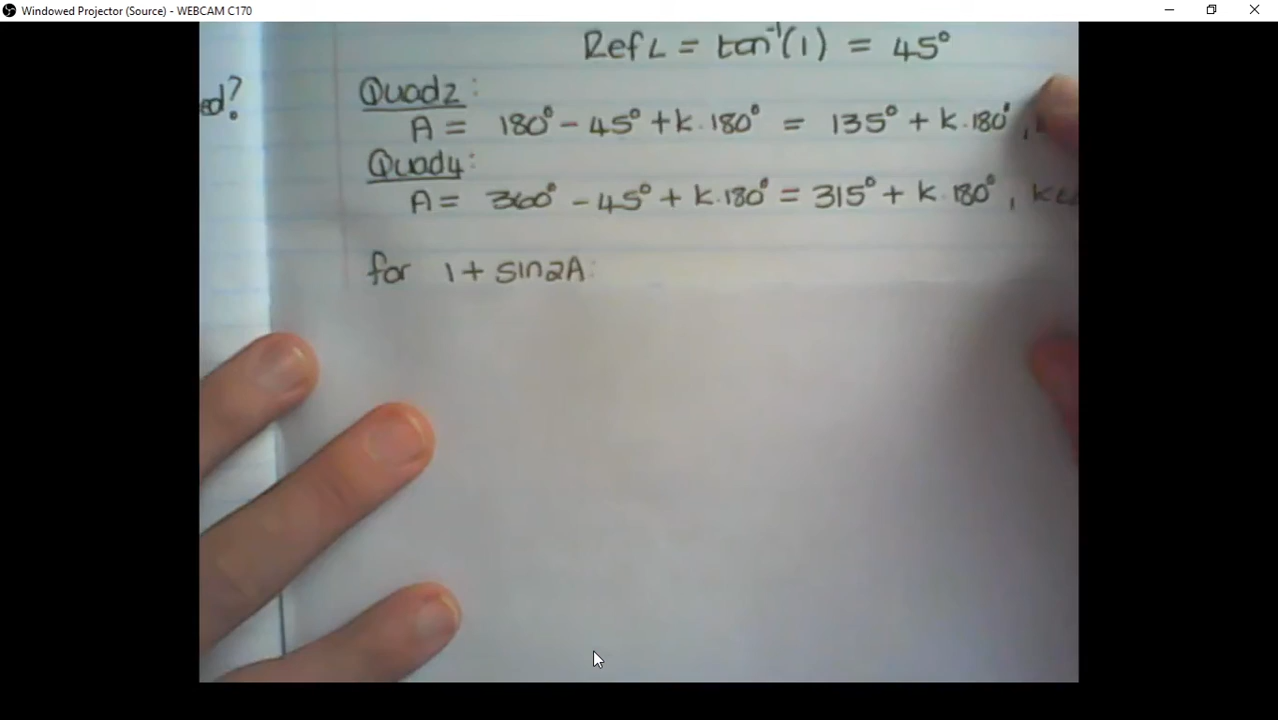 Windowed Projector (Source) - WEBCAM C170
Ref∠ = tan⁻¹(1) = 45°
ed?
Quad2:
A = 180° - 45° + k.180° = 135° + k.180°,
Quad4:
A = 360° - 45° + k.180° = 315° + k.180°, k∈
for 1 + sin2A: